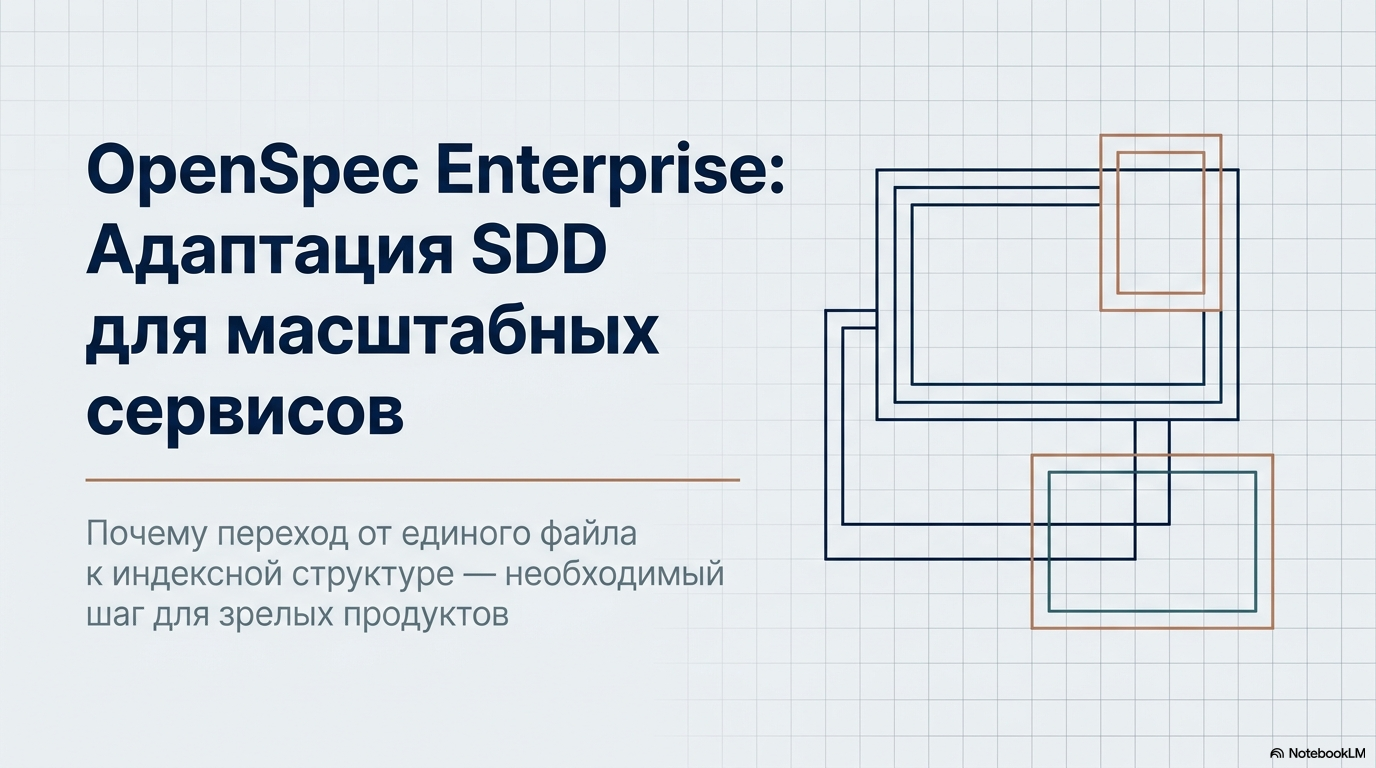 OpenSpec Enterprise:
Адаптация SDD
для масштабных
сервисов
Почему переход от единого файла
к индексной структуре — необходимый
шаг для зрелых продуктов
NotebookLM